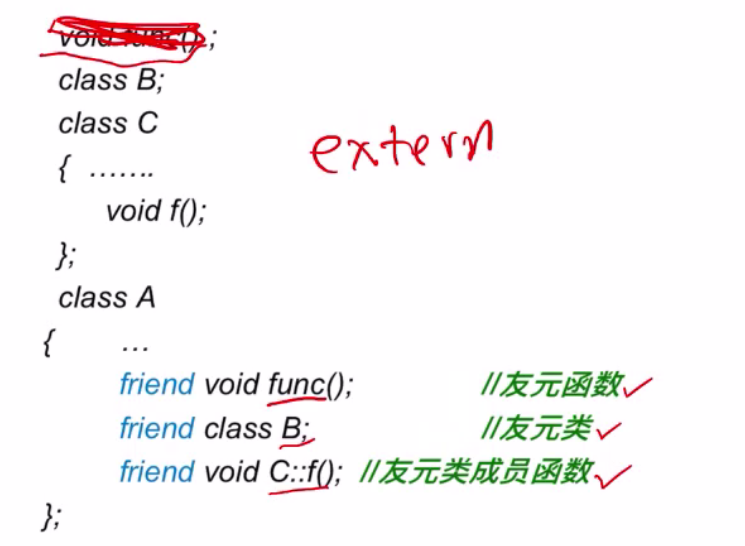 void func();
class B;
class C
{ .......
void f();
};
extern
class A
{ ...
friend void func(); //友元函数
friend class B; //友元类
friend void C::f(); //友元类成员函数
};